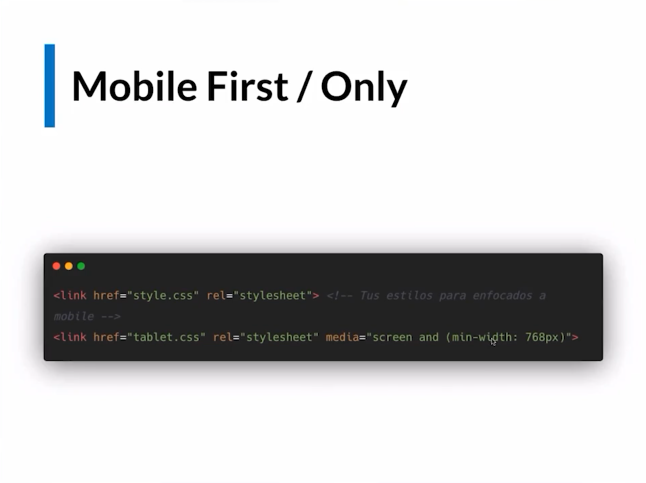 Mobile First / Only
<link href="style.css" rel="stylesheet"> <!-- Tus estilos para enfocados a
mobile -->
<link href="tablet.css" rel="stylesheet" media="screen and (min-width: 768px)">